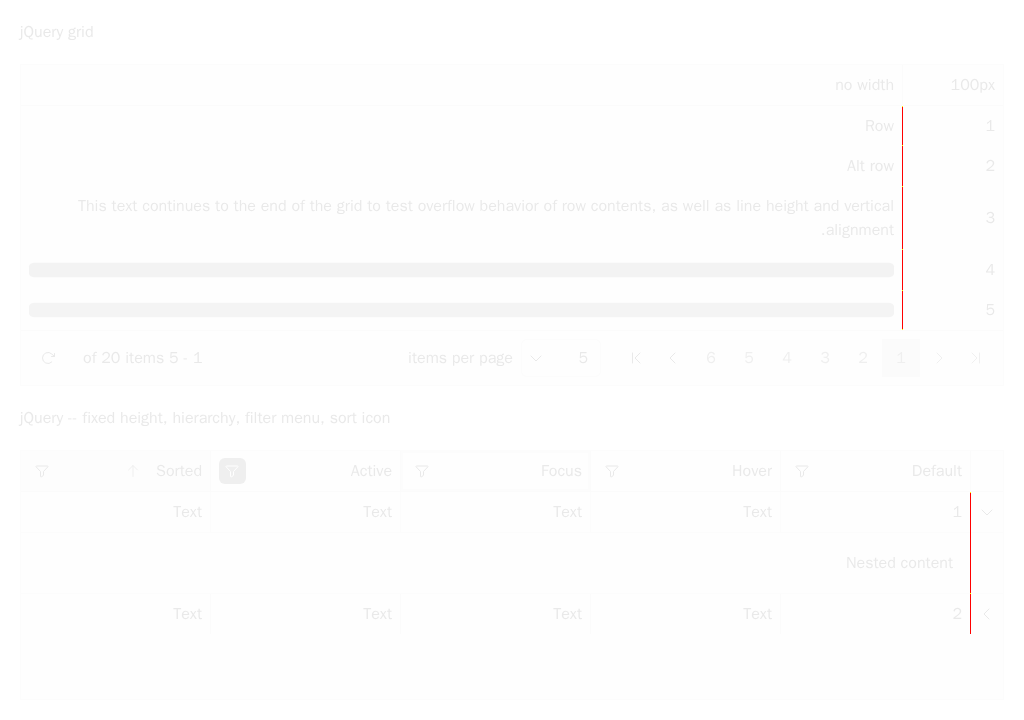 jQuery grid
100px no width
1 Row
2 Alt row
3 This text continues to the end of the grid to test overflow behavior of row contents, as well as line height and vertical
.alignment
4
5
1 2 3 4 5 6 5 items per page of 20 items 5 - 1
jQuery – fixed height, hierarchy, filter menu, sort icon
Default Hover Focus Active Sorted
1 Text Text Text Text
Nested content
2 Text Text Text Text